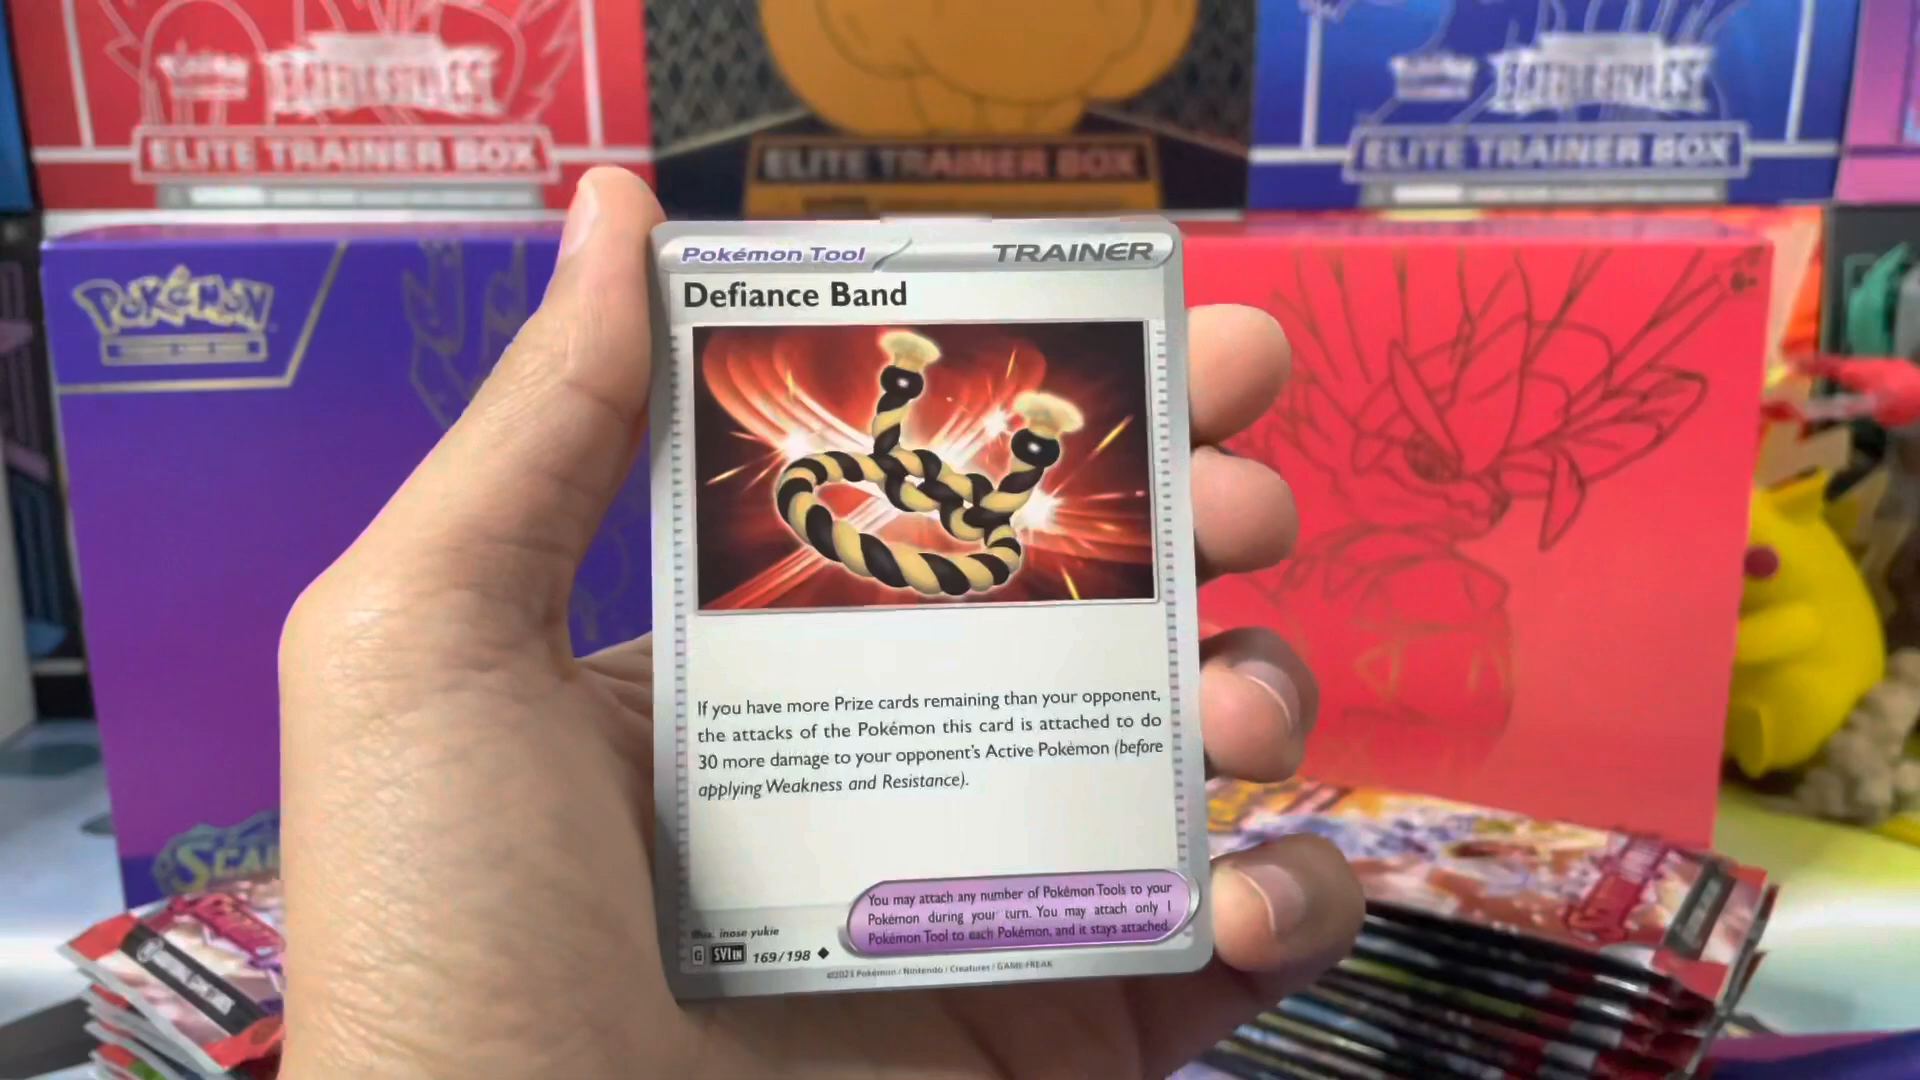 ELITE TRAINER BOX
ELITE TRAINER BOX
ELITE TRAINER BOX
POKÉMON
Pokémon Tool
TRAINER
Defiance Band
If you have more Prize cards remaining than your opponent,
the attacks of the Pokémon this card is attached to do
30 more damage to your opponent's Active Pokémon (before
applying Weakness and Resistance).
You may attach any number of Pokémon Tools to your
Pokémon during your turn. You may attach only 1
Pokémon Tool to each Pokémon, and it stays attached.
Illus. inose yukie
G SVI EN 169/198
©2023 Pokémon / Nintendo / Creatures / GAME FREAK
SCA